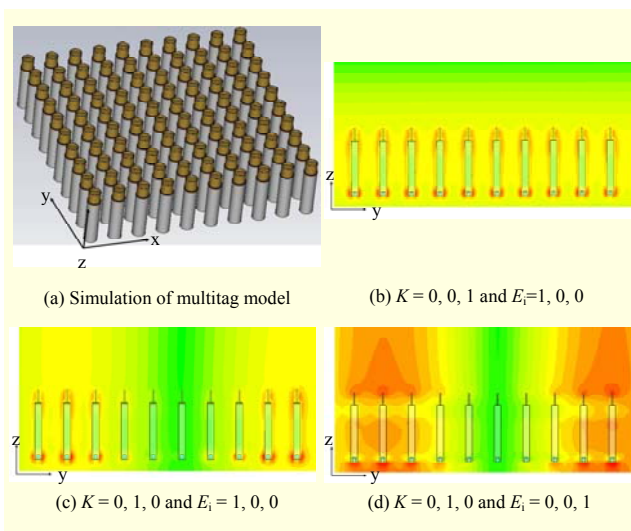 y
x
z
(a) Simulation of multitag model
z
y
(b) K = 0, 0, 1 and Ei=1, 0, 0
z
y
(c) K = 0, 1, 0 and Ei = 1, 0, 0
z
y
(d) K = 0, 1, 0 and Ei = 0, 0, 1